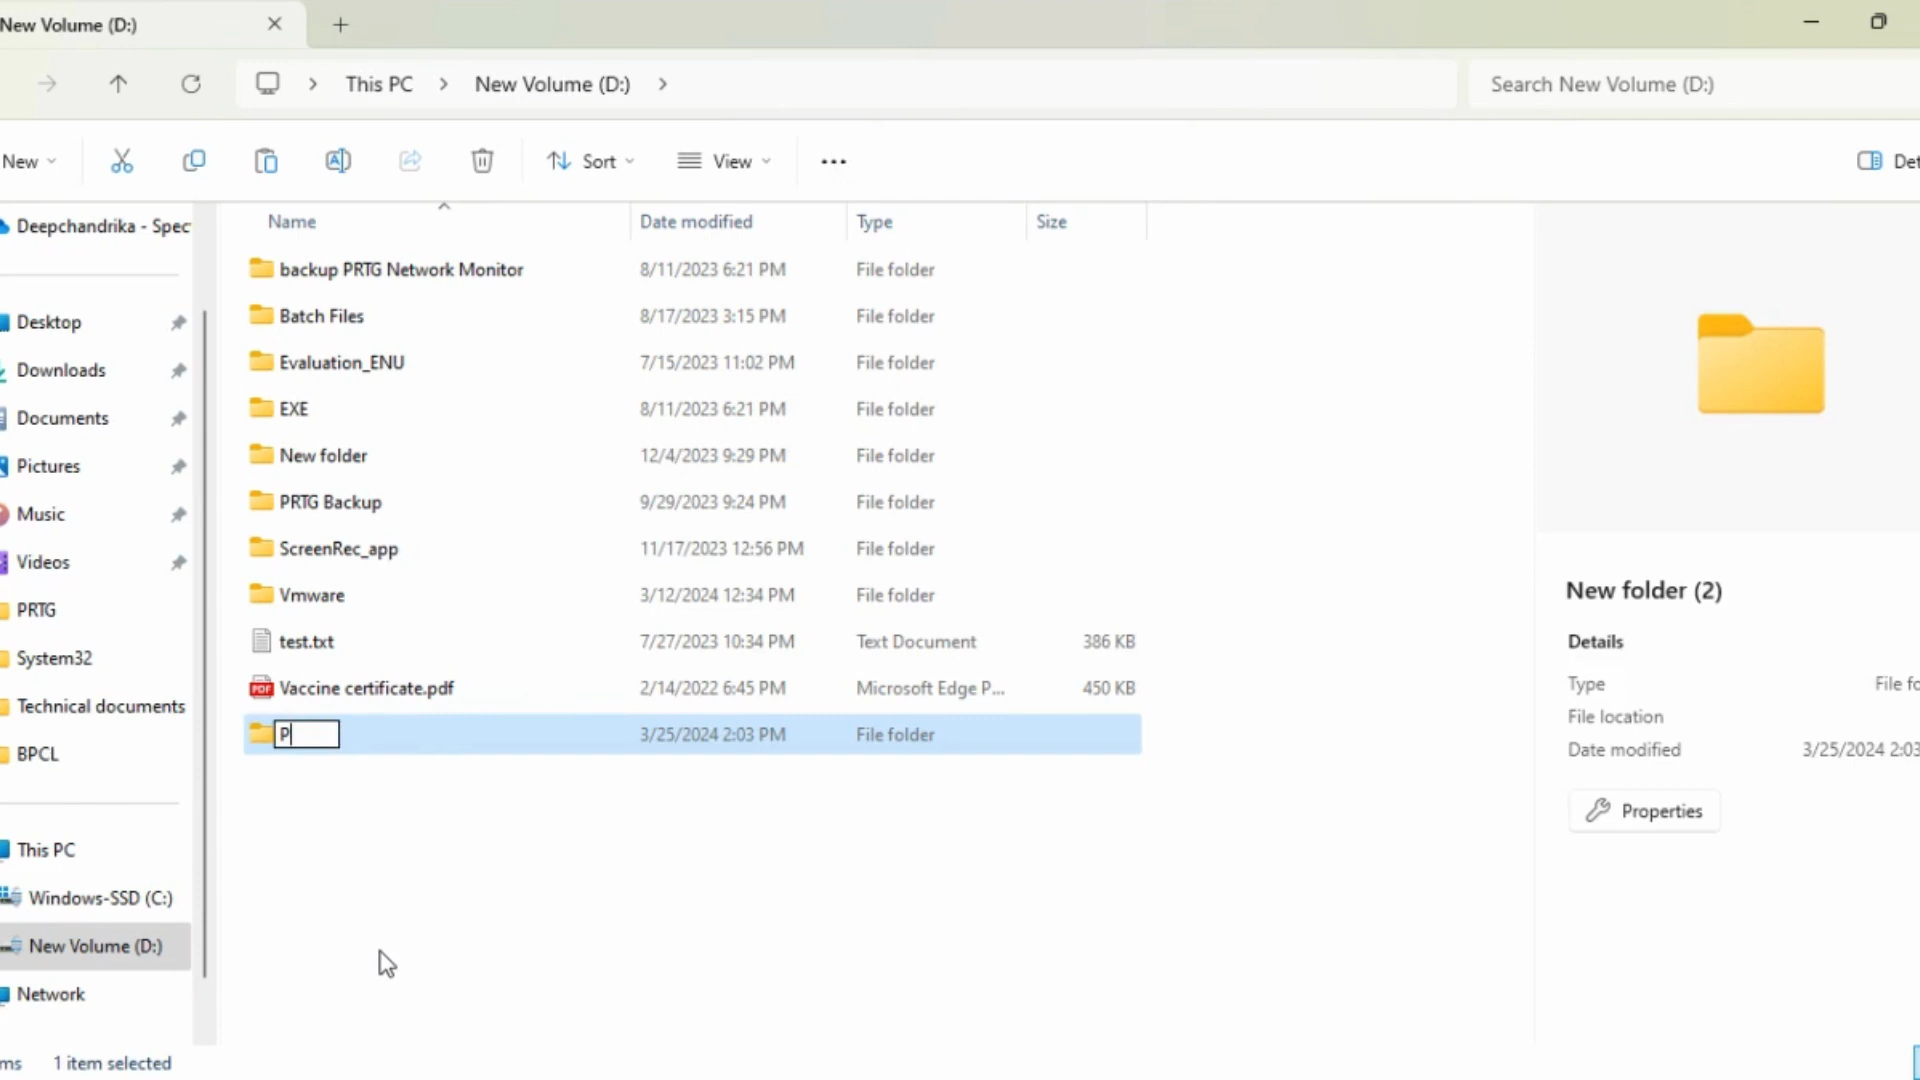 New Volume (D:)
This PC > New Volume (D:) >
Search New Volume (D:)
New
Sort
View
Det
Deepchandrika - Spec
Desktop
Downloads
Documents
Pictures
Music
Videos
PRTG
System32
Technical documents
BPCL
This PC
Windows-SSD (C:)
New Volume (D:)
Network
Name Date modified Type Size
backup PRTG Network Monitor 8/11/2023 6:21 PM File folder
Batch Files 8/17/2023 3:15 PM File folder
Evaluation_ENU 7/15/2023 11:02 PM File folder
EXE 8/11/2023 6:21 PM File folder
New folder 12/4/2023 9:29 PM File folder
PRTG Backup 9/29/2023 9:24 PM File folder
ScreenRec_app 11/17/2023 12:56 PM File folder
Vmware 3/12/2024 12:34 PM File folder
test.txt 7/27/2023 10:34 PM Text Document 386 KB
PDF Vaccine certificate.pdf 2/14/2022 6:45 PM Microsoft Edge P... 450 KB
P 3/25/2024 2:03 PM File folder
New folder (2)
Details
Type File fo
File location
Date modified 3/25/2024 2:03
Properties
ms 1 item selected